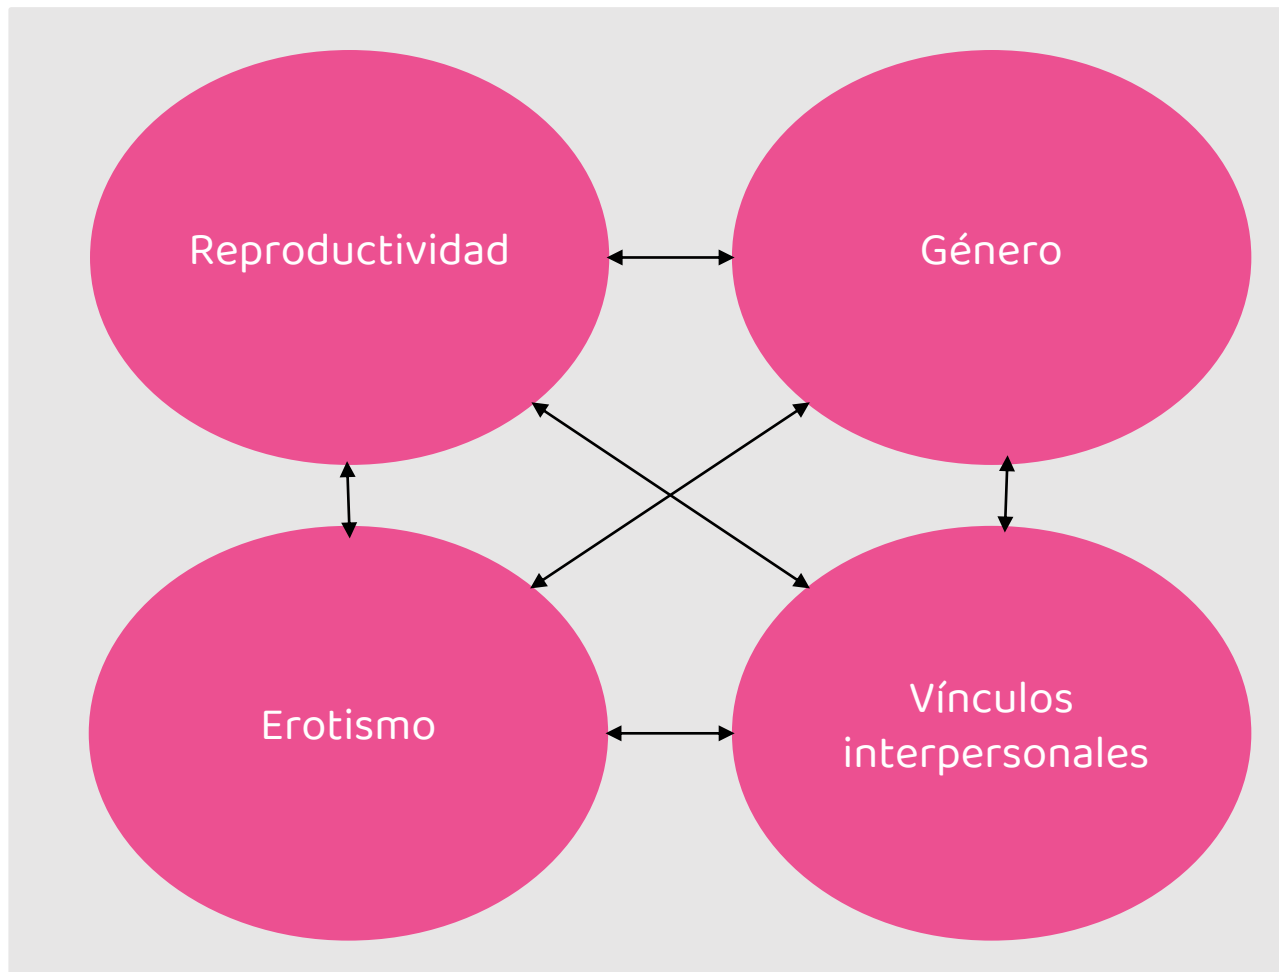 Reproductividad
Género
Erotismo
Vínculos
interpersonales